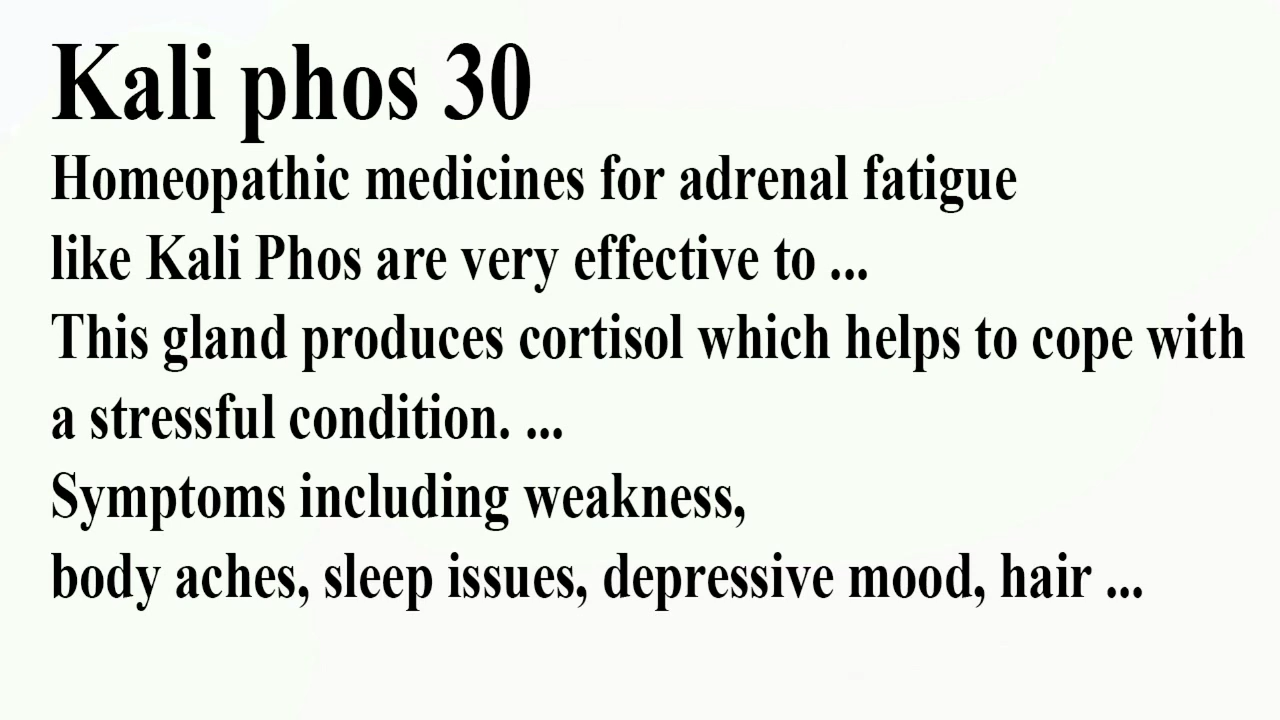 Kali phos 30
Homeopathic medicines for adrenal fatigue
like Kali Phos are very effective to ...
This gland produces cortisol which helps to cope with
a stressful condition. ...
Symptoms including weakness,
body aches, sleep issues, depressive mood, hair ...